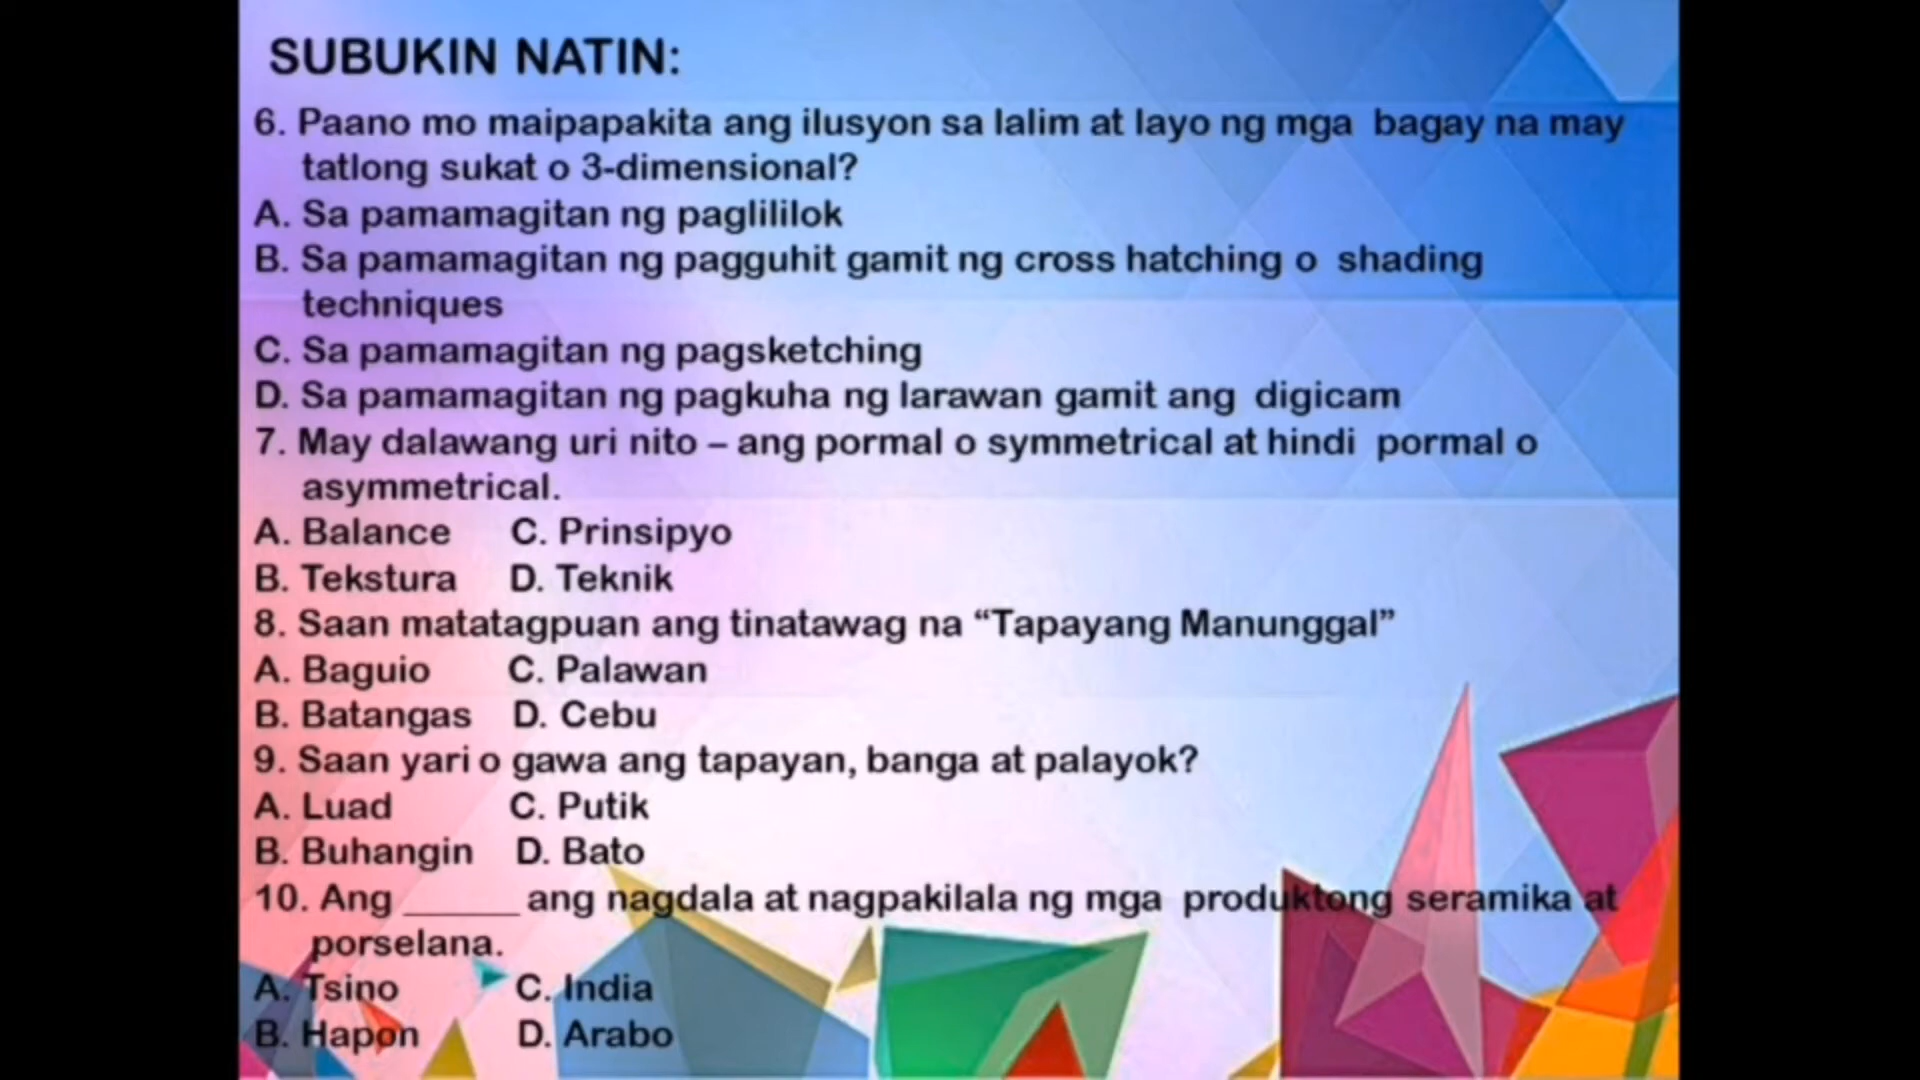 SUBUKIN NATIN:
6. Paano mo maipapakita ang ilusyon sa lalim at layo ng mga bagay na may
tatlong sukat o 3-dimensional?
A. Sa pamamagitan ng paglililok
B. Sa pamamagitan ng pagguhit gamit ng cross hatching o shading
techniques
C. Sa pamamagitan ng pagsketching
D. Sa pamamagitan ng pagkuha ng larawan gamit ang digicam
7. May dalawang uri nito – ang pormal o symmetrical at hindi pormal o
asymmetrical.
A. Balance C. Prinsipyo
B. Tekstura D. Teknik
8. Saan matatagpuan ang tinatawag na “Tapayang Manunggal”
A. Baguio C. Palawan
B. Batangas D. Cebu
9. Saan yari o gawa ang tapayan, banga at palayok?
A. Luad C. Putik
B. Buhangin D. Bato
10. Ang ______ ang nagdala at nagpakilala ng mga produktong seramika at
porselana.
A. Tsino C. India
B. Hapon D. Arabo